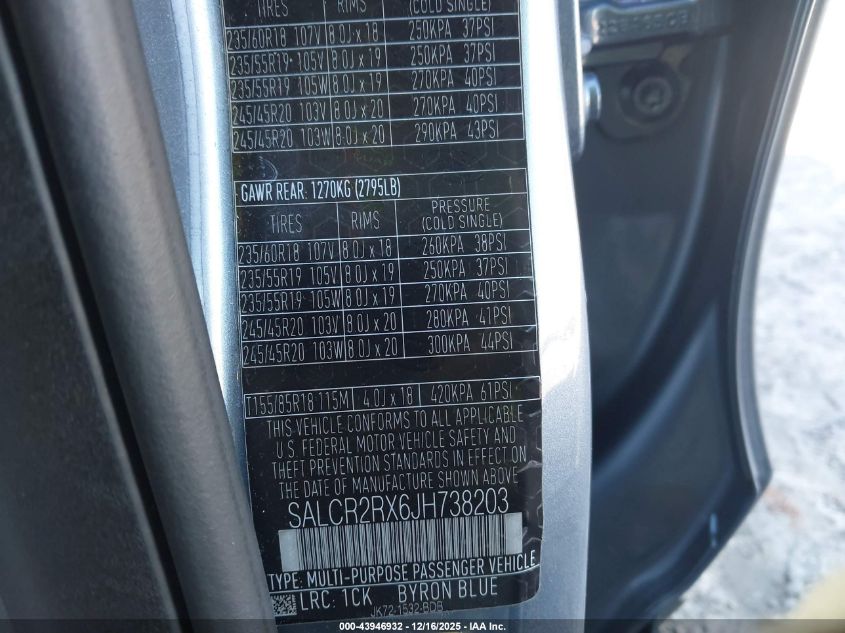 TIRES RIMS (COLD SINGLE)
235/60R18 107V 8.0J x 18 250KPA 37PSI
235/55R19 105V 8.0J x 19 250KPA 37PSI
235/55R19 105W 8.0J x 19 270KPA 40PSI
245/45R20 103V 8.0J x 20 270KPA 40PSI
245/45R20 103W 8.0J x 20 290KPA 43PSI
GAWR REAR: 1270KG (2795LB)
TIRES RIMS PRESSURE (COLD SINGLE)
235/60R18 107V 8.0J x 18 260KPA 38PSI
235/55R19 105V 8.0J x 19 250KPA 37PSI
235/55R19 105W 8.0J x 19 270KPA 40PSI
245/45R20 103V 8.0J x 20 280KPA 41PSI
245/45R20 103W 8.0J x 20 300KPA 44PSI
T155/85R18 115M 4.0J x 18 420KPA 61PSI
THIS VEHICLE CONFORMS TO ALL APPLICABLE
U.S. FEDERAL MOTOR VEHICLE SAFETY AND
THEFT PREVENTION STANDARDS IN EFFECT ON
THE DATE OF MANUFACTURE SHOWN ABOVE
SALCR2RX6JH738203
TYPE: MULTI-PURPOSE PASSENGER VEHICLE
LRC: 1CK BYRON BLUE
JK72-1532-BDB
000-43946932 - 12/16/2025 - IAA Inc.